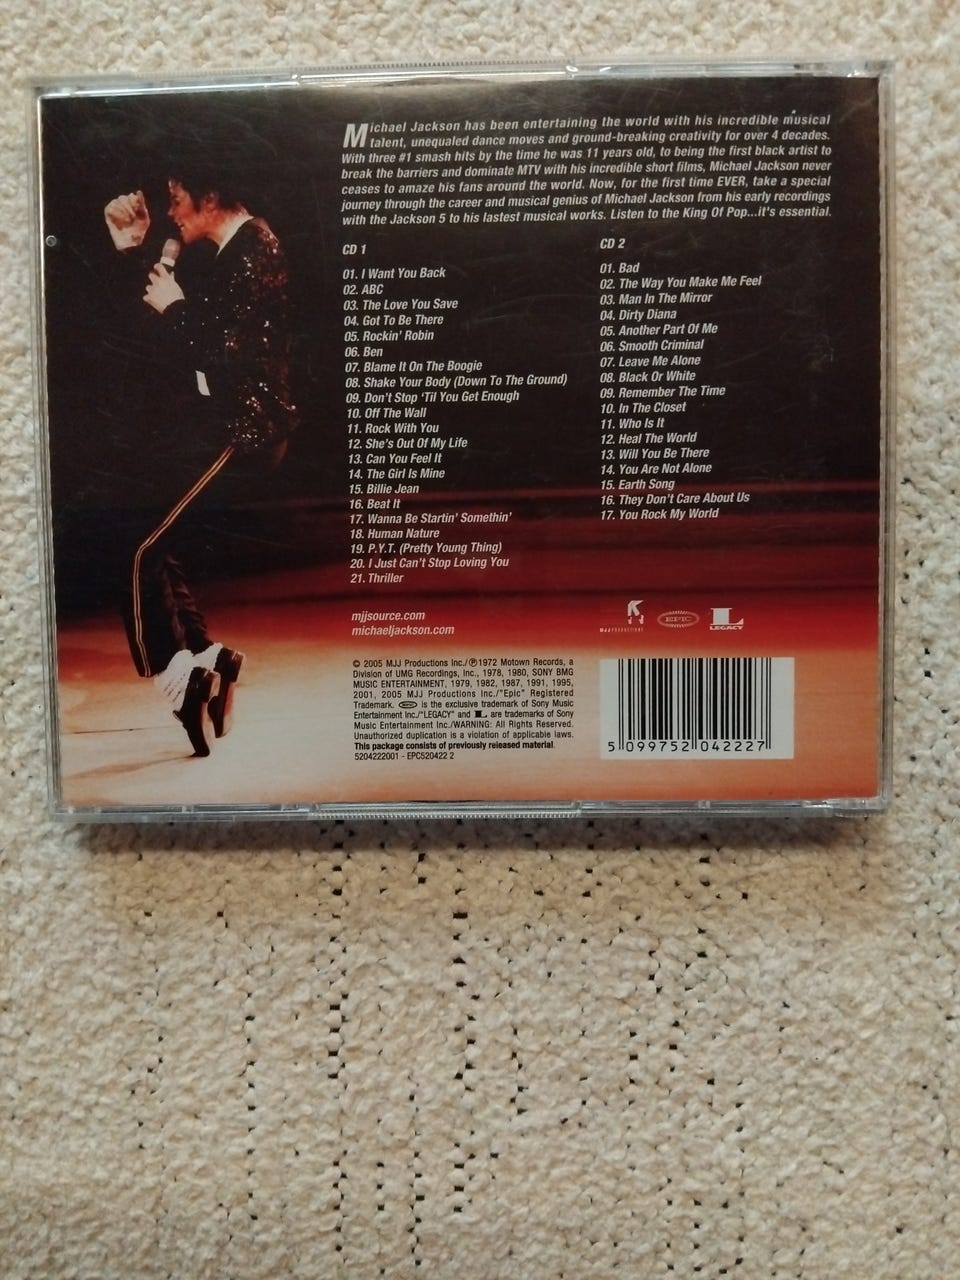 Michael Jackson has been entertaining the world with his incredible musical
talent, unequaled dance moves and ground-breaking creativity for over 4 decades.
With three #1 smash hits by the time he was 11 years old, to being the first black artist to
break the barriers and dominate MTV with his incredible short films, Michael Jackson never
ceases to amaze his fans around the world. Now, for the first time EVER, take a special
journey through the career and musical genius of Michael Jackson from his early recordings
with the Jackson 5 to his lastest musical works. Listen to the King Of Pop...it's essential.
CD 1
01. I Want You Back
02. ABC
03. The Love You Save
04. Got To Be There
05. Rockin' Robin
06. Ben
07. Blame It On The Boogie
08. Shake Your Body (Down To The Ground)
09. Don't Stop 'Til You Get Enough
10. Off The Wall
11. Rock With You
12. She's Out Of My Life
13. Can You Feel It
14. The Girl Is Mine
15. Billie Jean
16. Beat It
17. Wanna Be Startin' Somethin'
18. Human Nature
19. P.Y.T. (Pretty Young Thing)
20. I Just Can't Stop Loving You
21. Thriller
CD 2
01. Bad
02. The Way You Make Me Feel
03. Man In The Mirror
04. Dirty Diana
05. Another Part Of Me
06. Smooth Criminal
07. Leave Me Alone
08. Black Or White
09. Remember The Time
10. In The Closet
11. Who Is It
12. Heal The World
13. Will You Be There
14. You Are Not Alone
15. Earth Song
16. They Don't Care About Us
17. You Rock My World
mjjsource.com
michaeljackson.com
MJJ PRODUCTIONS
EPIC
L
LEGACY
© 2005 MJJ Productions Inc./℗1972 Motown Records, a
Division of UMG Recordings, Inc., 1978, 1980, SONY BMG
MUSIC ENTERTAINMENT, 1979, 1982, 1987, 1991, 1995,
2001, 2005 MJJ Productions Inc./"Epic" Registered
Trademark. EPIC is the exclusive trademark of Sony Music
Entertainment Inc./"LEGACY" and L are trademarks of Sony
Music Entertainment Inc./WARNING: All Rights Reserved.
Unauthorized duplication is a violation of applicable laws.
This package consists of previously released material.
5204222001 - EPC520422 2
5 099752 042227